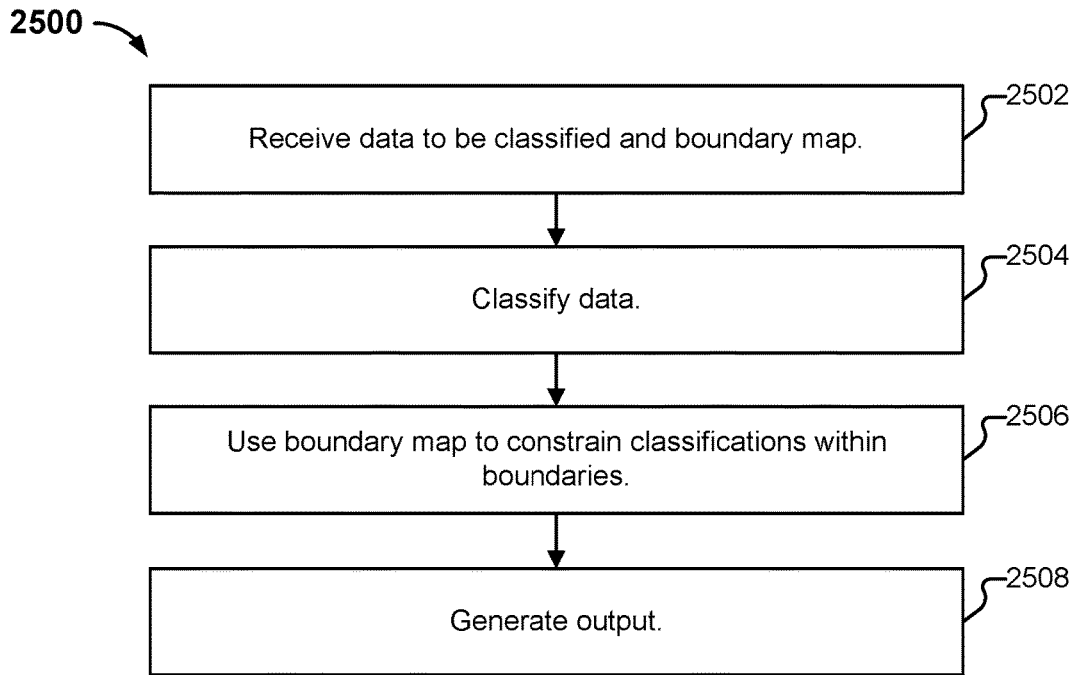 2500
2502
Receive data to be classified and boundary map.
2504
Classify data.
2506
Use boundary map to constrain classifications within
boundaries.
2508
Generate output.